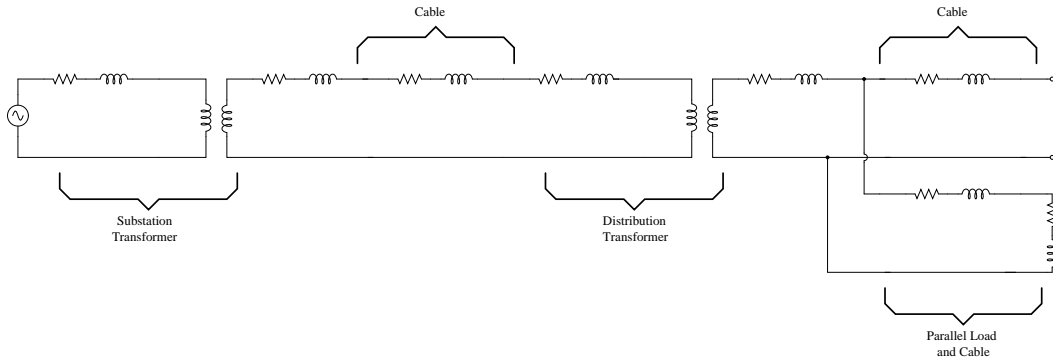 Cable
Cable
Substation
Transformer
Distribution
Transformer
Parallel Load
and Cable